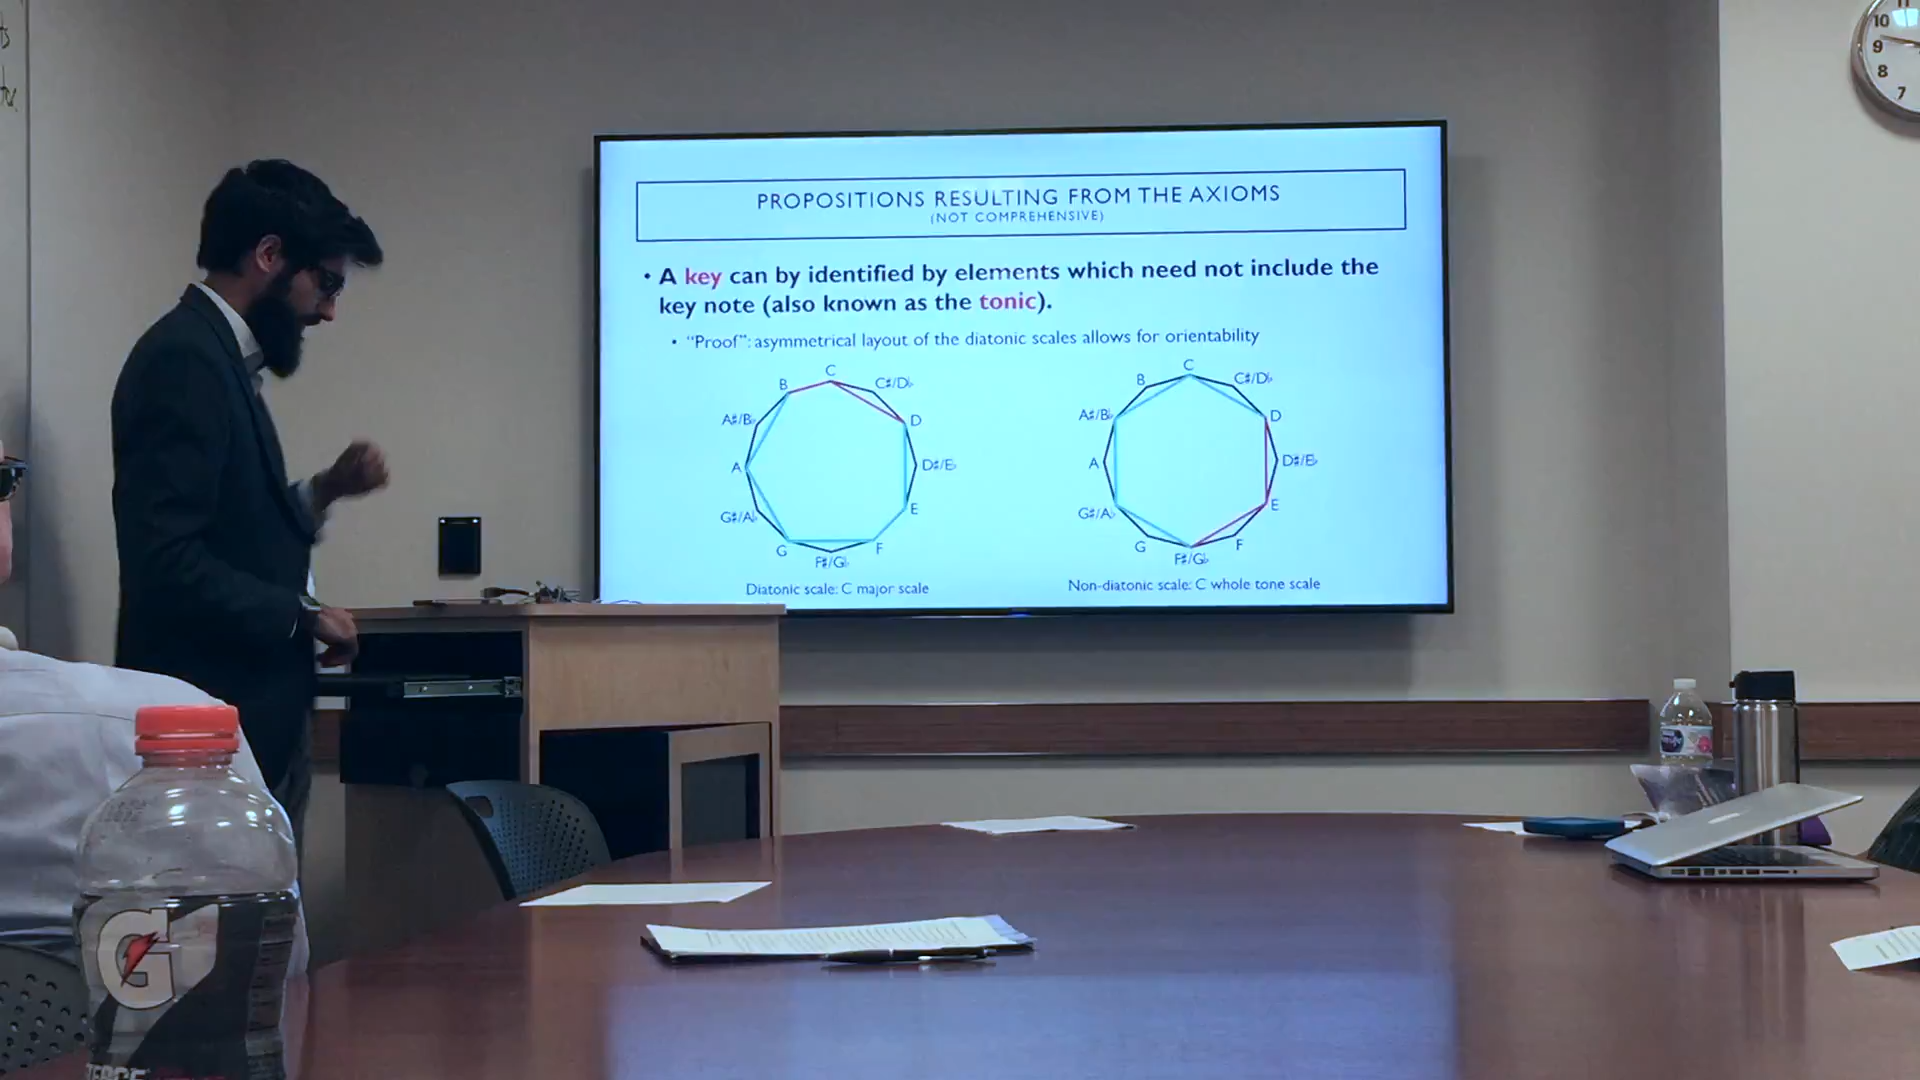 PROPOSITIONS RESULTING FROM THE AXIOMS
(NOT COMPREHENSIVE)
• A key can by identified by elements which need not include the
key note (also known as the tonic).
• "Proof": asymmetrical layout of the diatonic scales allows for orientability
C
B
C♯/D♭
A♯/B♭
D
A
D♯/E♭
G♯/A♭
E
G
F
F♯/G♭
Diatonic scale: C major scale
C
B
C♯/D♭
A♯/B♭
D
A
D♯/E♭
G♯/A♭
E
G
F
F♯/G♭
Non-diatonic scale: C whole tone scale
10
9
8
7
G